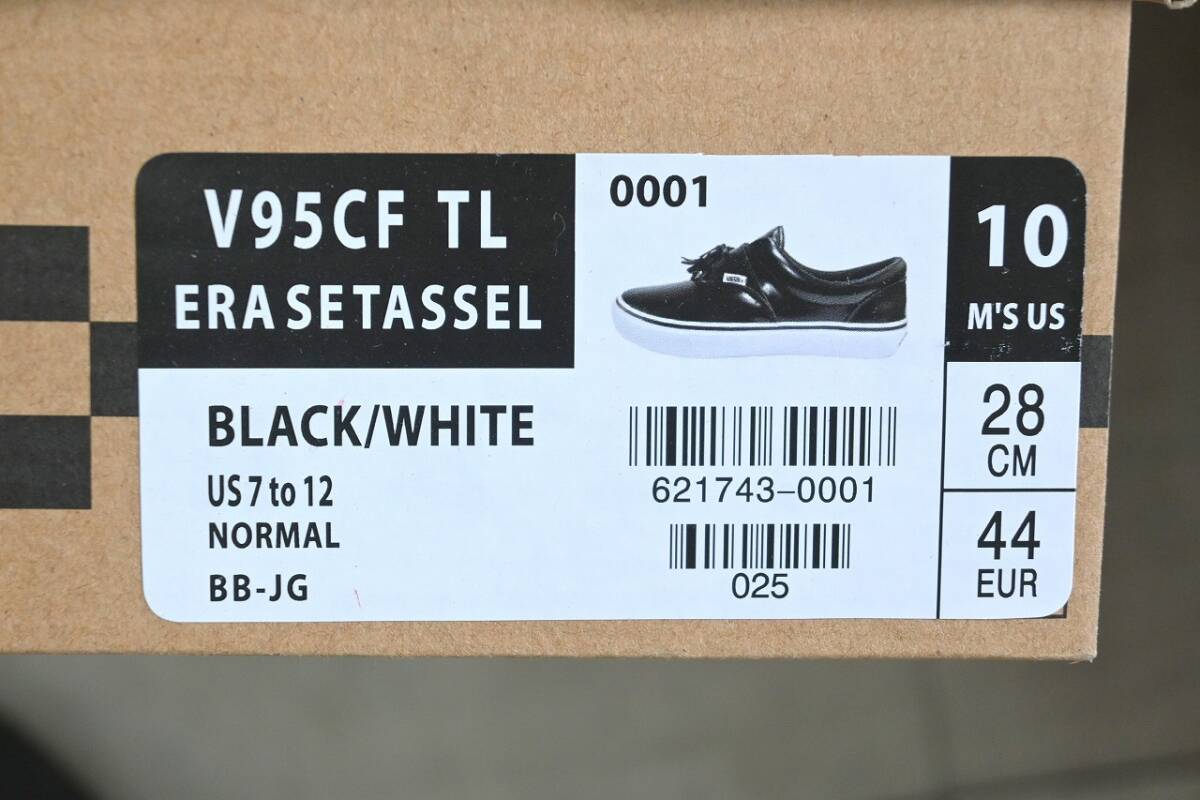 V95CF TL
ERA SETASSEL
BLACK/WHITE
US 7 to 12
NORMAL
BB-JG
0001
621743-0001
025
10
M'S US
28
CM
44
EUR